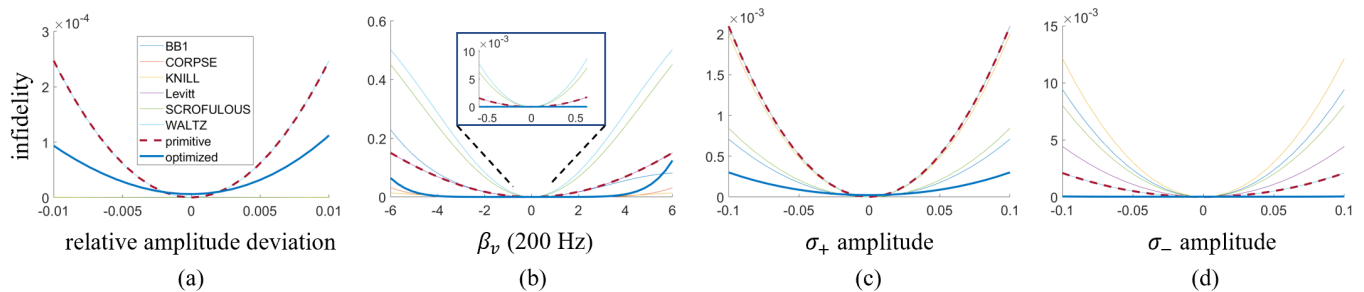 infidelity
×10⁻⁴
3
2
1
0
-0.01
-0.005
0
0.005
0.01
BB1
CORPSE
KNILL
Levitt
SCROFULOUS
WALTZ
primitive
optimized
relative amplitude deviation
(a)
0.6
0.4
0.2
0
-6
-4
-2
0
2
4
6
×10⁻³
10
5
0
-0.5
0
0.5
βᵥ (200 Hz)
(b)
×10⁻³
2
1.5
1
0.5
0
-0.1
-0.05
0
0.05
0.1
σ₊ amplitude
(c)
×10⁻³
15
10
5
0
-0.1
-0.05
0
0.05
0.1
σ₋ amplitude
(d)